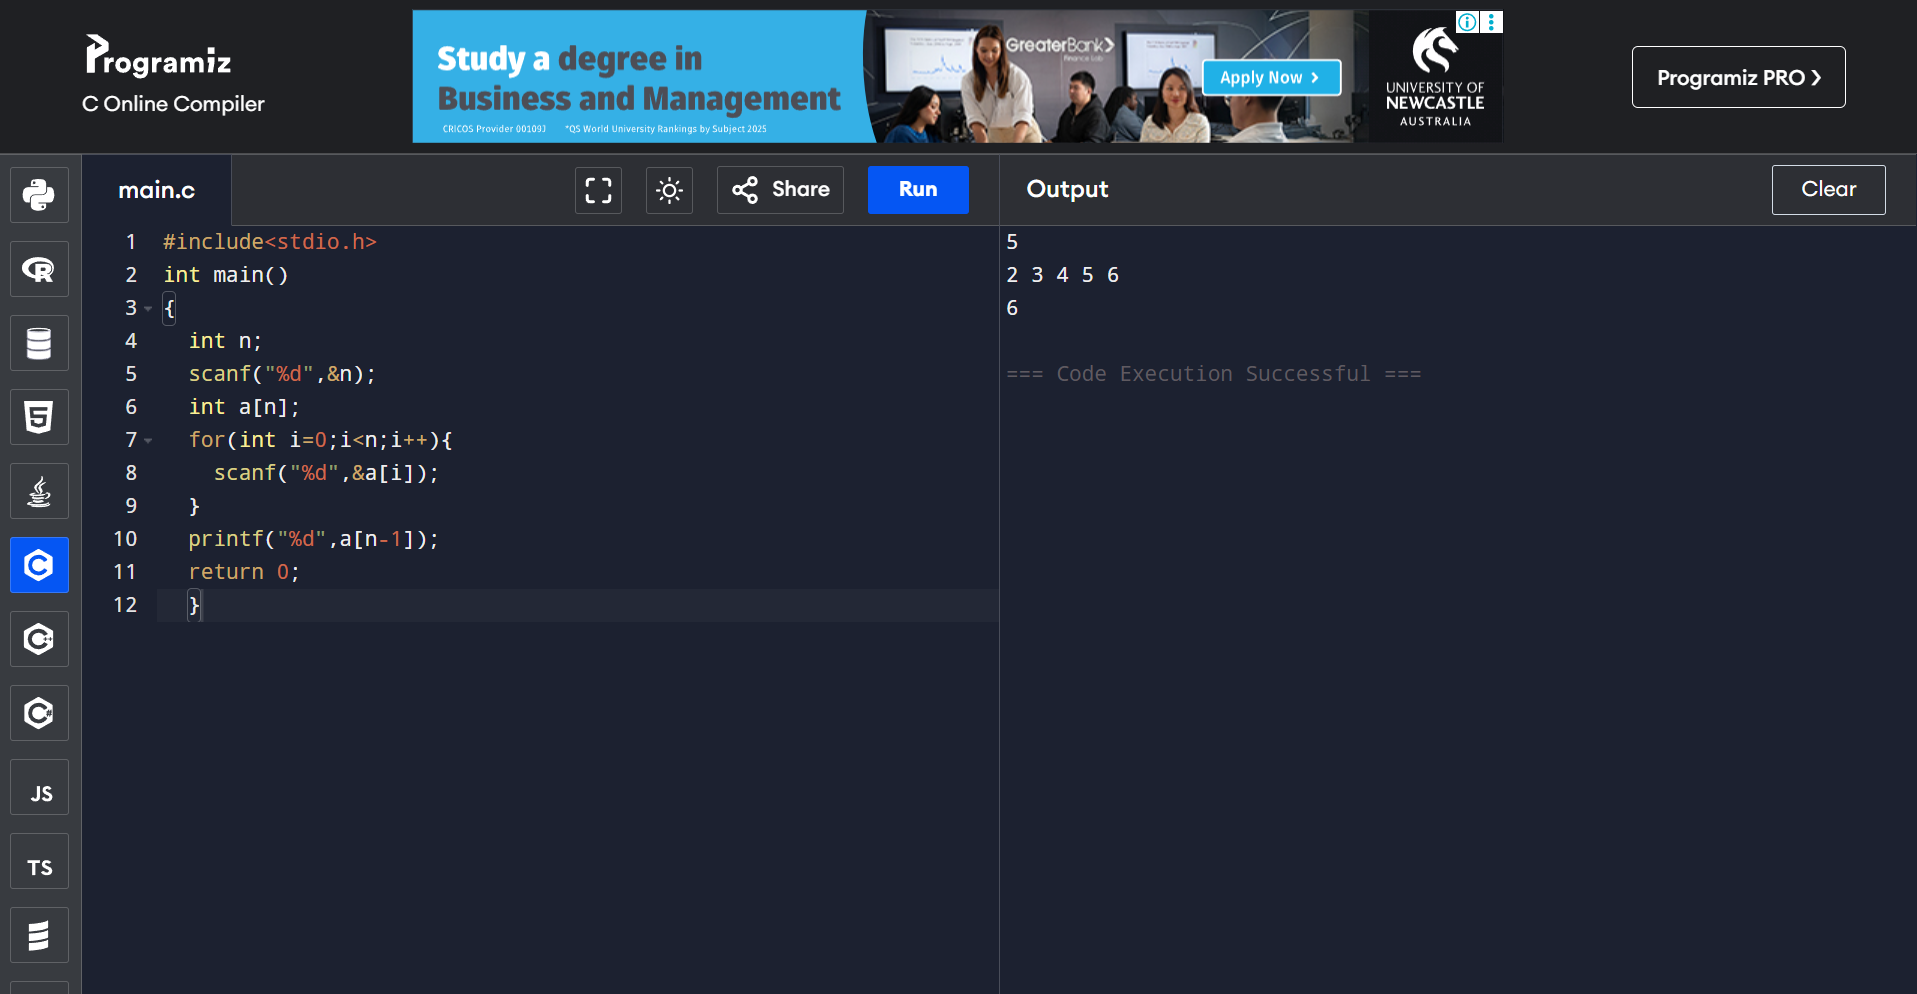 Programiz
C Online Compiler
Study a degree in
Business and Management
CRICOS Provider 00109J *QS World University Rankings by Subject 2025
GreaterBank
Finance Lab
Apply Now
UNIVERSITY OF
NEWCASTLE
AUSTRALIA
Programiz PRO
main.c
Share
Run
Output
Clear
1 #include<stdio.h>
2 int main()
3 {
4 int n;
5 scanf("%d",&n);
6 int a[n];
7 for(int i=0;i<n;i++){
8 scanf("%d",&a[i]);
9 }
10 printf("%d",a[n-1]);
11 return 0;
12 }
5
2 3 4 5 6
6
=== Code Execution Successful ===
R
5
C
C++
C#
JS
TS